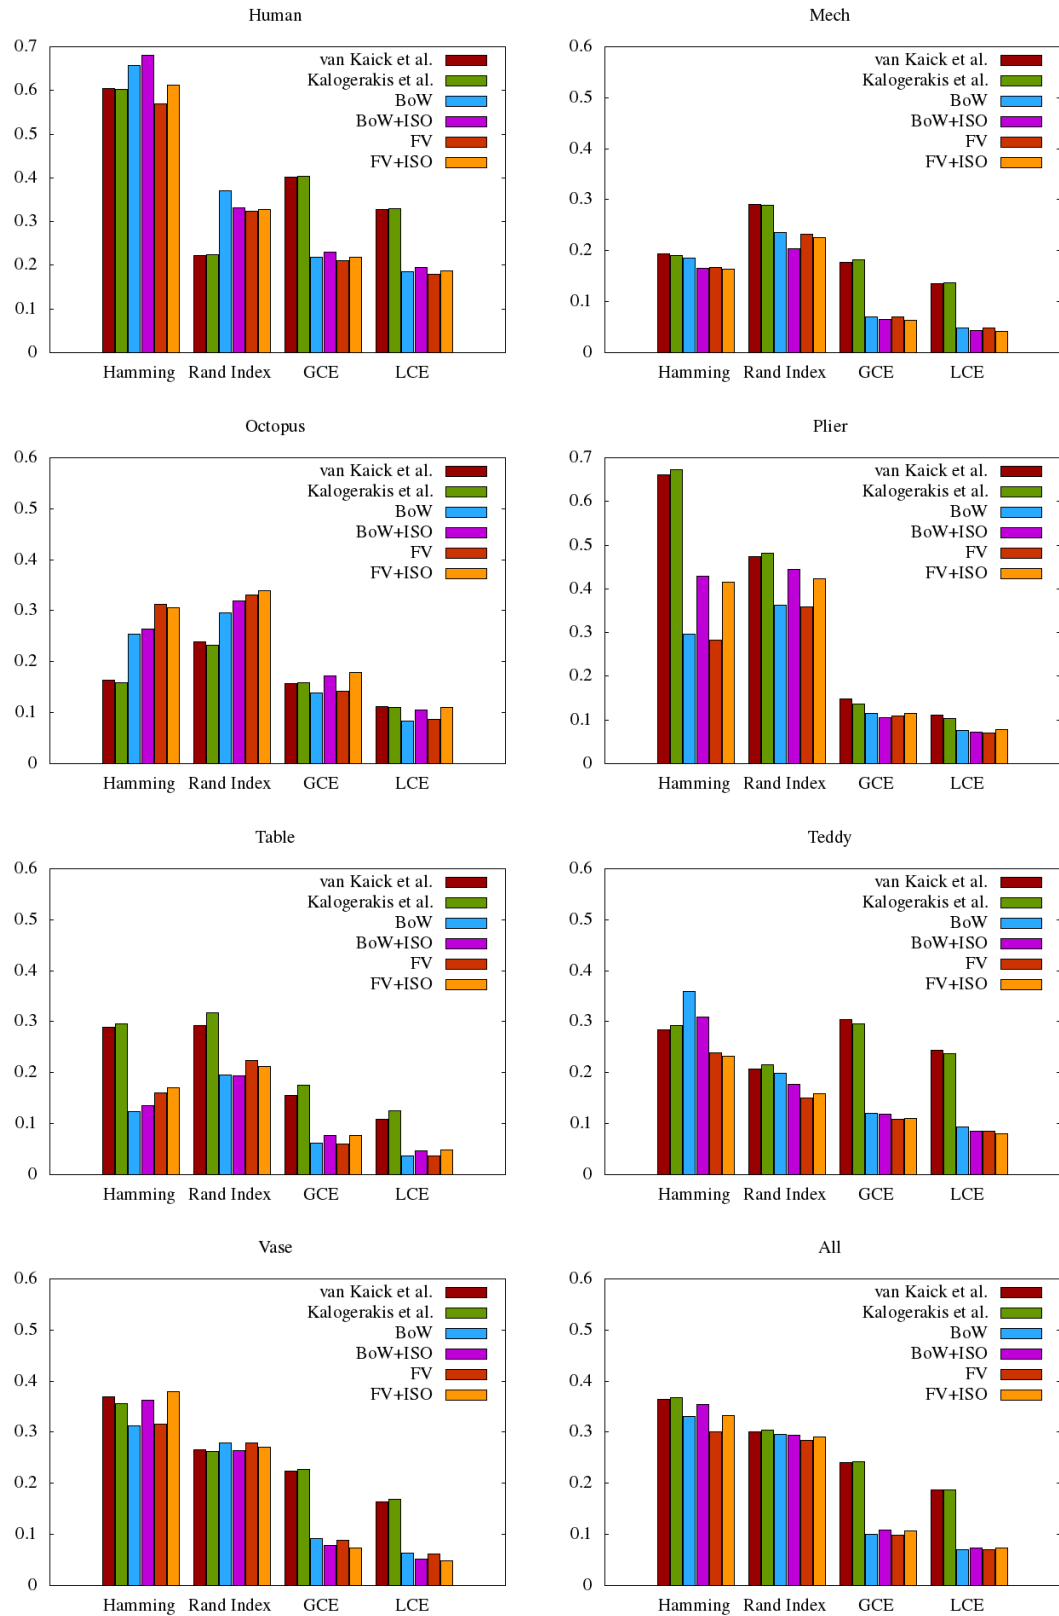 Human
0.7
0.6
0.5
0.4
0.3
0.2
0.1
0
van Kaick et al.
Kalogerakis et al.
BoW
BoW+ISO
FV
FV+ISO
Hamming Rand Index GCE LCE
Mech
0.6
0.5
0.4
0.3
0.2
0.1
0
van Kaick et al.
Kalogerakis et al.
BoW
BoW+ISO
FV
FV+ISO
Hamming Rand Index GCE LCE
Octopus
0.6
0.5
0.4
0.3
0.2
0.1
0
van Kaick et al.
Kalogerakis et al.
BoW
BoW+ISO
FV
FV+ISO
Hamming Rand Index GCE LCE
Plier
0.7
0.6
0.5
0.4
0.3
0.2
0.1
0
van Kaick et al.
Kalogerakis et al.
BoW
BoW+ISO
FV
FV+ISO
Hamming Rand Index GCE LCE
Table
0.6
0.5
0.4
0.3
0.2
0.1
0
van Kaick et al.
Kalogerakis et al.
BoW
BoW+ISO
FV
FV+ISO
Hamming Rand Index GCE LCE
Teddy
0.6
0.5
0.4
0.3
0.2
0.1
0
van Kaick et al.
Kalogerakis et al.
BoW
BoW+ISO
FV
FV+ISO
Hamming Rand Index GCE LCE
Vase
0.6
0.5
0.4
0.3
0.2
0.1
0
van Kaick et al.
Kalogerakis et al.
BoW
BoW+ISO
FV
FV+ISO
Hamming Rand Index GCE LCE
All
0.6
0.5
0.4
0.3
0.2
0.1
0
van Kaick et al.
Kalogerakis et al.
BoW
BoW+ISO
FV
FV+ISO
Hamming Rand Index GCE LCE